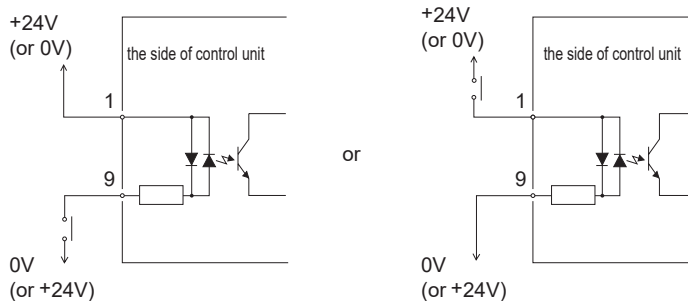 +24V
(or 0V)
the side of control unit
1
9
0V
(or +24V)
or
+24V
(or 0V)
the side of control unit
1
9
0V
(or +24V)